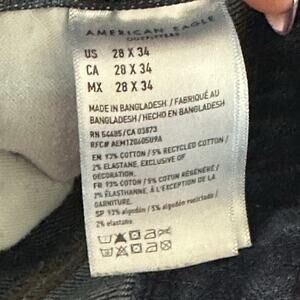 AMERICAN EAGLE
OUTFITTERS
US 28 X 34
CA 28 X 34
MX 28 X 34
MADE IN BANGLADESH / FABRIQUÉ AU
BANGLADESH / HECHO EN BANGLADESH
RN 54485/CA 03873
RFC# AEM120605U9A
EN 93% COTTON / 5% RECYCLED COTTON /
2% ELASTANE, EXCLUSIVE OF
DECORATION.
FR 93% COTON / 5% COTON RÉGÉNÉRÉ /
2% ÉLASTHANNE, À L'EXCEPTION DE LA
GARNITURE.
SP 93% algodón / 5% algodón reciclado /
2% elastano.